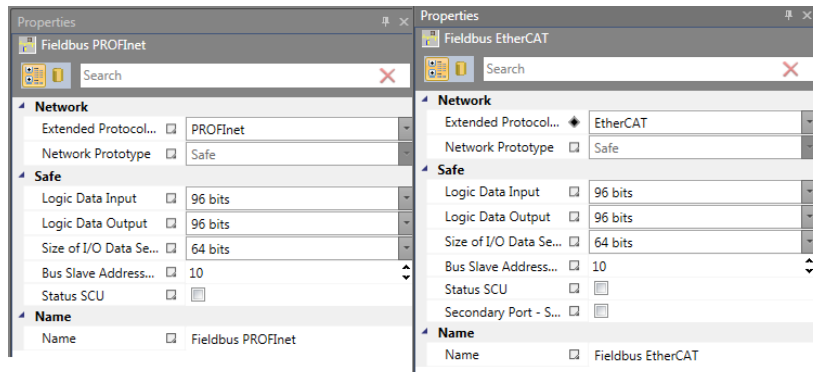 Properties
Fieldbus PROFInet
Search
Network
Extended Protocol... PROFInet
Network Prototype Safe
Safe
Logic Data Input 96 bits
Logic Data Output 96 bits
Size of I/O Data Se... 64 bits
Bus Slave Address... 10
Status SCU
Name
Name Fieldbus PROFInet
Properties
Fieldbus EtherCAT
Search
Network
Extended Protocol... EtherCAT
Network Prototype Safe
Safe
Logic Data Input 96 bits
Logic Data Output 96 bits
Size of I/O Data Se... 64 bits
Bus Slave Address... 10
Status SCU
Secondary Port - S...
Name
Name Fieldbus EtherCAT